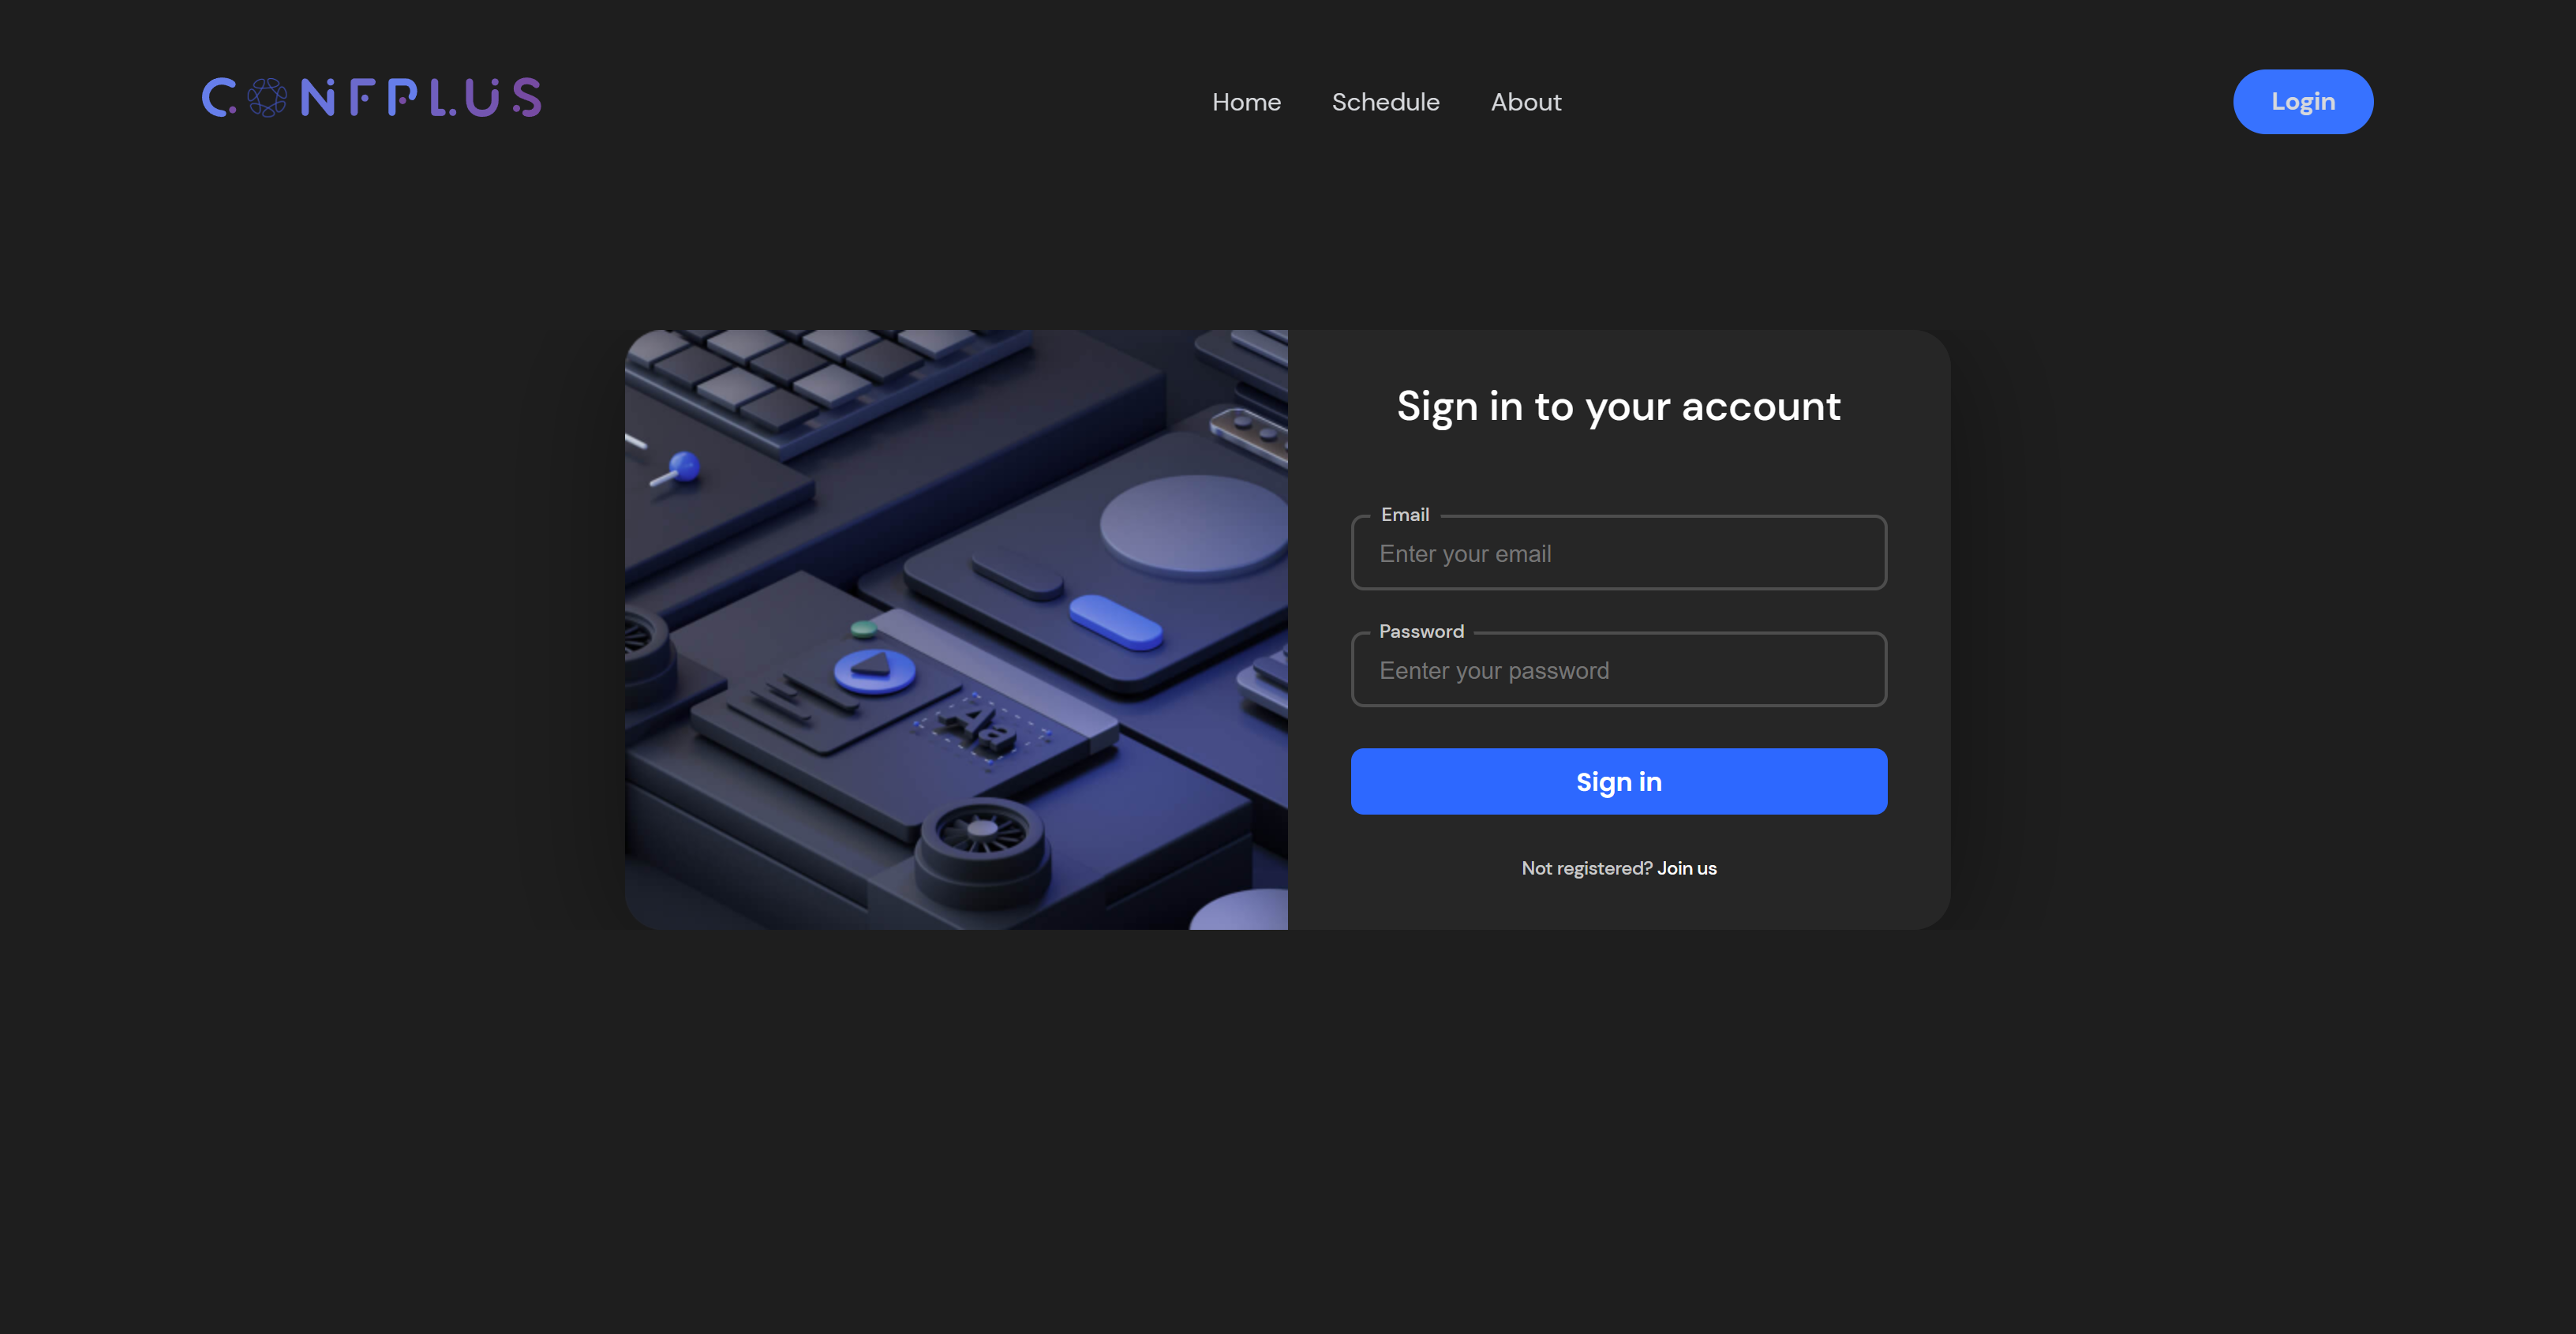 CONFPLUS
Home
Schedule
About
Login
Sign in to your account
Email
Enter your email
Password
Eenter your password
Aa
Sign in
Not registered? Join us